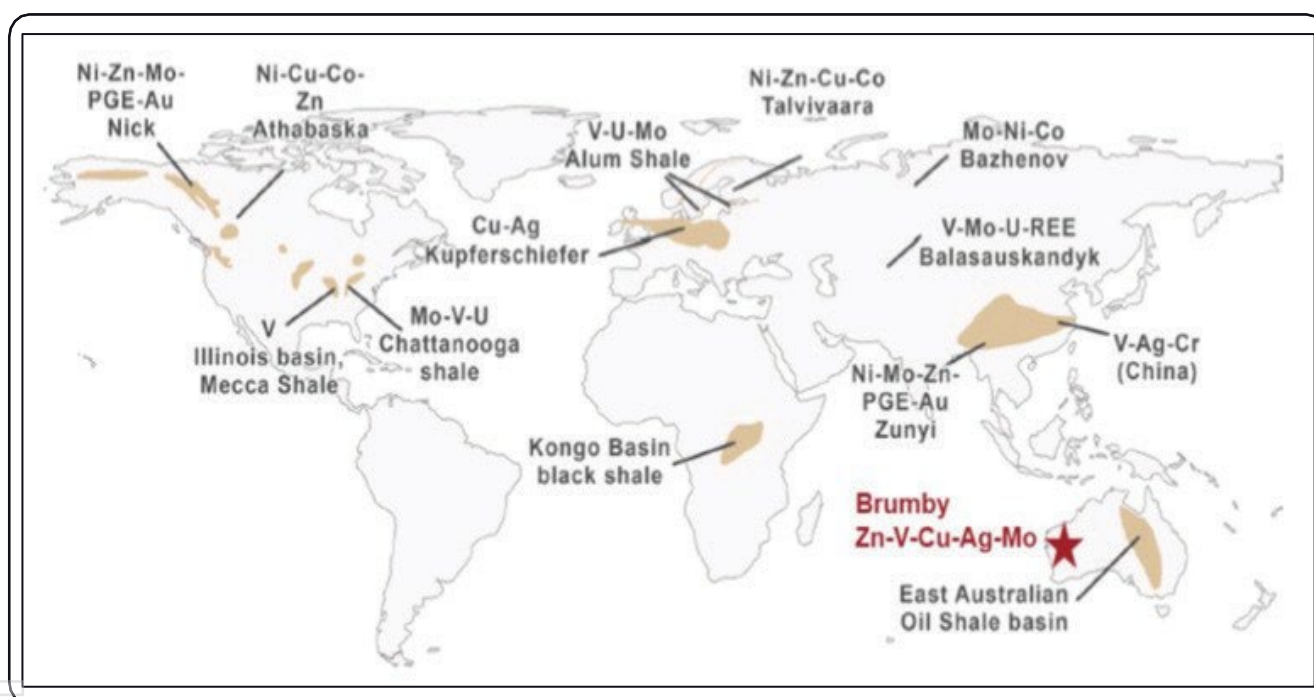 Ni-Zn-Mo-
PGE-Au
Nick
Ni-Cu-Co-
Zn
Athabaska
V-U-Mo
Alum Shale
Ni-Zn-Cu-Co
Talvivaara
Mo-Ni-Co
Bazhenov
Cu-Ag
Kupferschiefer
V-Mo-U-REE
Balasauskandyk
V
Illinois basin,
Mecca Shale
Mo-V-U
Chattanooga
shale
V-Ag-Cr
(China)
Ni-Mo-Zn-
PGE-Au
Zunyi
Kongo Basin
black shale
Brumby
Zn-V-Cu-Ag-Mo
East Australian
Oil Shale basin